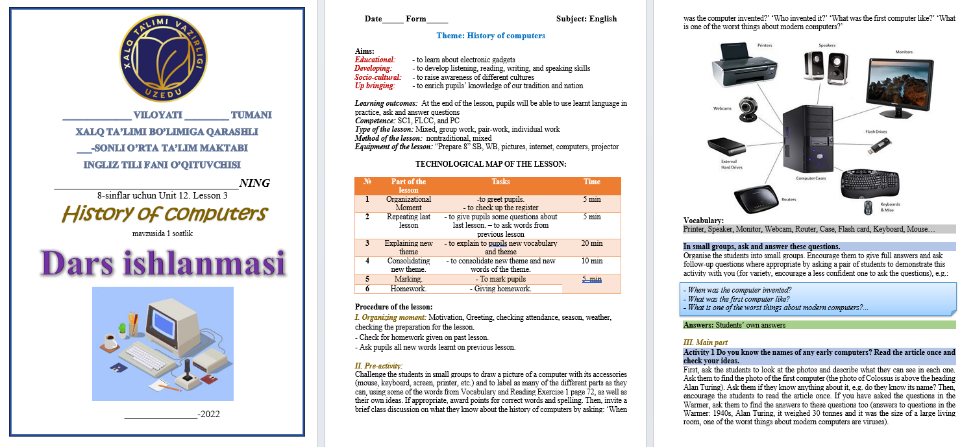 XALQ TA'LIMI VAZIRLIGI
UZEDU
______________ VILOYATI _________ TUMANI
XALQ TA'LIMI BO'LIMIGA QARASHLI
___-SONLI O'RTA TA'LIM MAKTABI
INGLIZ TILI FANI O'QITUVCHISI
______________________________NING
8-sinflar uchun Unit 12. Lesson 3
History of computers
mavzusida 1 soatlik
Dars ishlanmasi
________________-2022
Date_____ Form_____ Subject: English
Theme: History of computers
Aims:
Educational: - to learn about electronic gadgets
Developing: - to develop listening, reading, writing, and speaking skills
Socio-cultural: - to raise awareness of different cultures
Up bringing: - to enrich pupils' knowledge of our tradition and nation
Learning outcomes: At the end of the lesson, pupils will be able to use learnt language in
practice, ask and answer questions
Competence: SC1, FLCC, and PC
Type of the lesson: Mixed, group work, pair-work, individual work
Method of the lesson: nontraditional, mixed
Equipment of the lesson: "Prepare 8" SB, WB, pictures, internet, computers, projector
TECHNOLOGICAL MAP OF THE LESSON:
№ Part of the Tasks Time
lesson
1 Organizational -to greet pupils. 5 min
Moment - to check up the register
2 Repeating last - to give pupils some questions about 5 min
lesson last lesson. – to ask words from
previous lesson
3 Explaining new - to explain to pupils new vocabulary 20 min
theme and theme
4 Consolidating - to consolidate new theme and new 10 min
new theme. words of the theme.
5 Marking. - To mark pupils 5 min
6 Homework. - Giving homework.
Procedure of the lesson:
I. Organizing moment: Motivation, Greeting, checking attendance, season, weather,
checking the preparation for the lesson.
- Check for homework given on past lesson.
- Ask pupils all new words learnt on previous lesson.
II. Pre-activity:
Challenge the students in small groups to draw a picture of a computer with its accessories
(mouse, keyboard, screen, printer, etc.) and to label as many of the different parts as they
can, using some of the words from Vocabulary and Reading Exercise 1 page 72, as well as
their own ideas. If appropriate, award points for correct words and spelling. Then, invite a
brief class discussion on what they know about the history of computers by asking: 'When
was the computer invented?' 'Who invented it?' 'What was the first computer like?' 'What
is one of the worst things about modern computers?'
Printers
Speakers
Monitors
Webcams
Flash Drives
External Hard Drives
Computer Cases
Routers
Keyboards & Mice
Vocabulary:
Printer, Speaker, Monitor, Webcam, Router, Case, Flash card, Keyboard, Mouse…
In small groups, ask and answer these questions.
Organise the students into small groups. Encourage them to give full answers and ask
follow-up questions where appropriate by asking a pair of students to demonstrate this
activity with you (for variety, encourage a less confident one to ask the questions), e.g.:
- When was the computer invented?
- What was the first computer like?
- What is one of the worst things about modern computers?...
Answers: Students' own answers
III. Main part
Activity 1 Do you know the names of any early computers? Read the article once and
check your ideas.
First, ask the students to look at the photos and describe what they can see in each one.
Ask them to find the photo of the first computer (the photo of Colossus is above the heading
Alan Turing). Ask them if they know anything about it, e.g. do they know its name? Then,
encourage the students to read the article once. If you have asked the questions in the
Warmer, ask them to find the answers to these questions too (answers to questions in the
Warmer: 1940s, Alan Turing, it weighed 30 tonnes and it was the size of a large living
room, one of the worst things about modern computers are viruses).